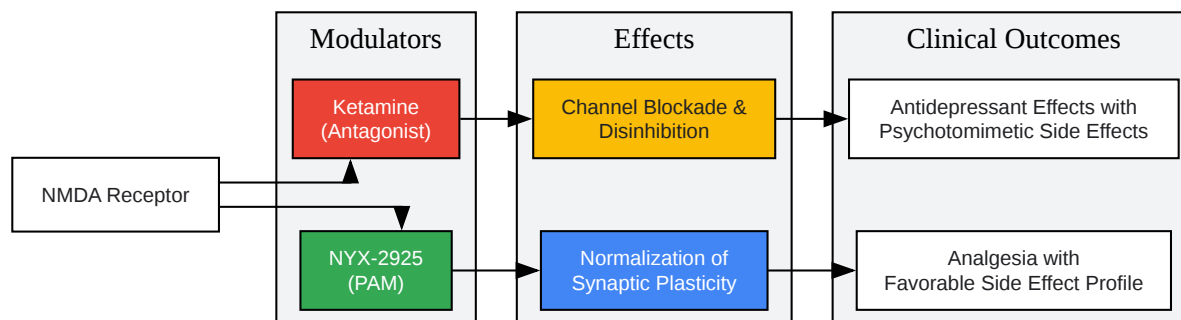 Modulators
Effects
Clinical Outcomes
Ketamine
(Antagonist)
Channel Blockade &
Disinhibition
Antidepressant Effects with
Psychotomimetic Side Effects
NMDA Receptor
NYX-2925
(PAM)
Normalization of
Synaptic Plasticity
Analgesia with
Favorable Side Effect Profile